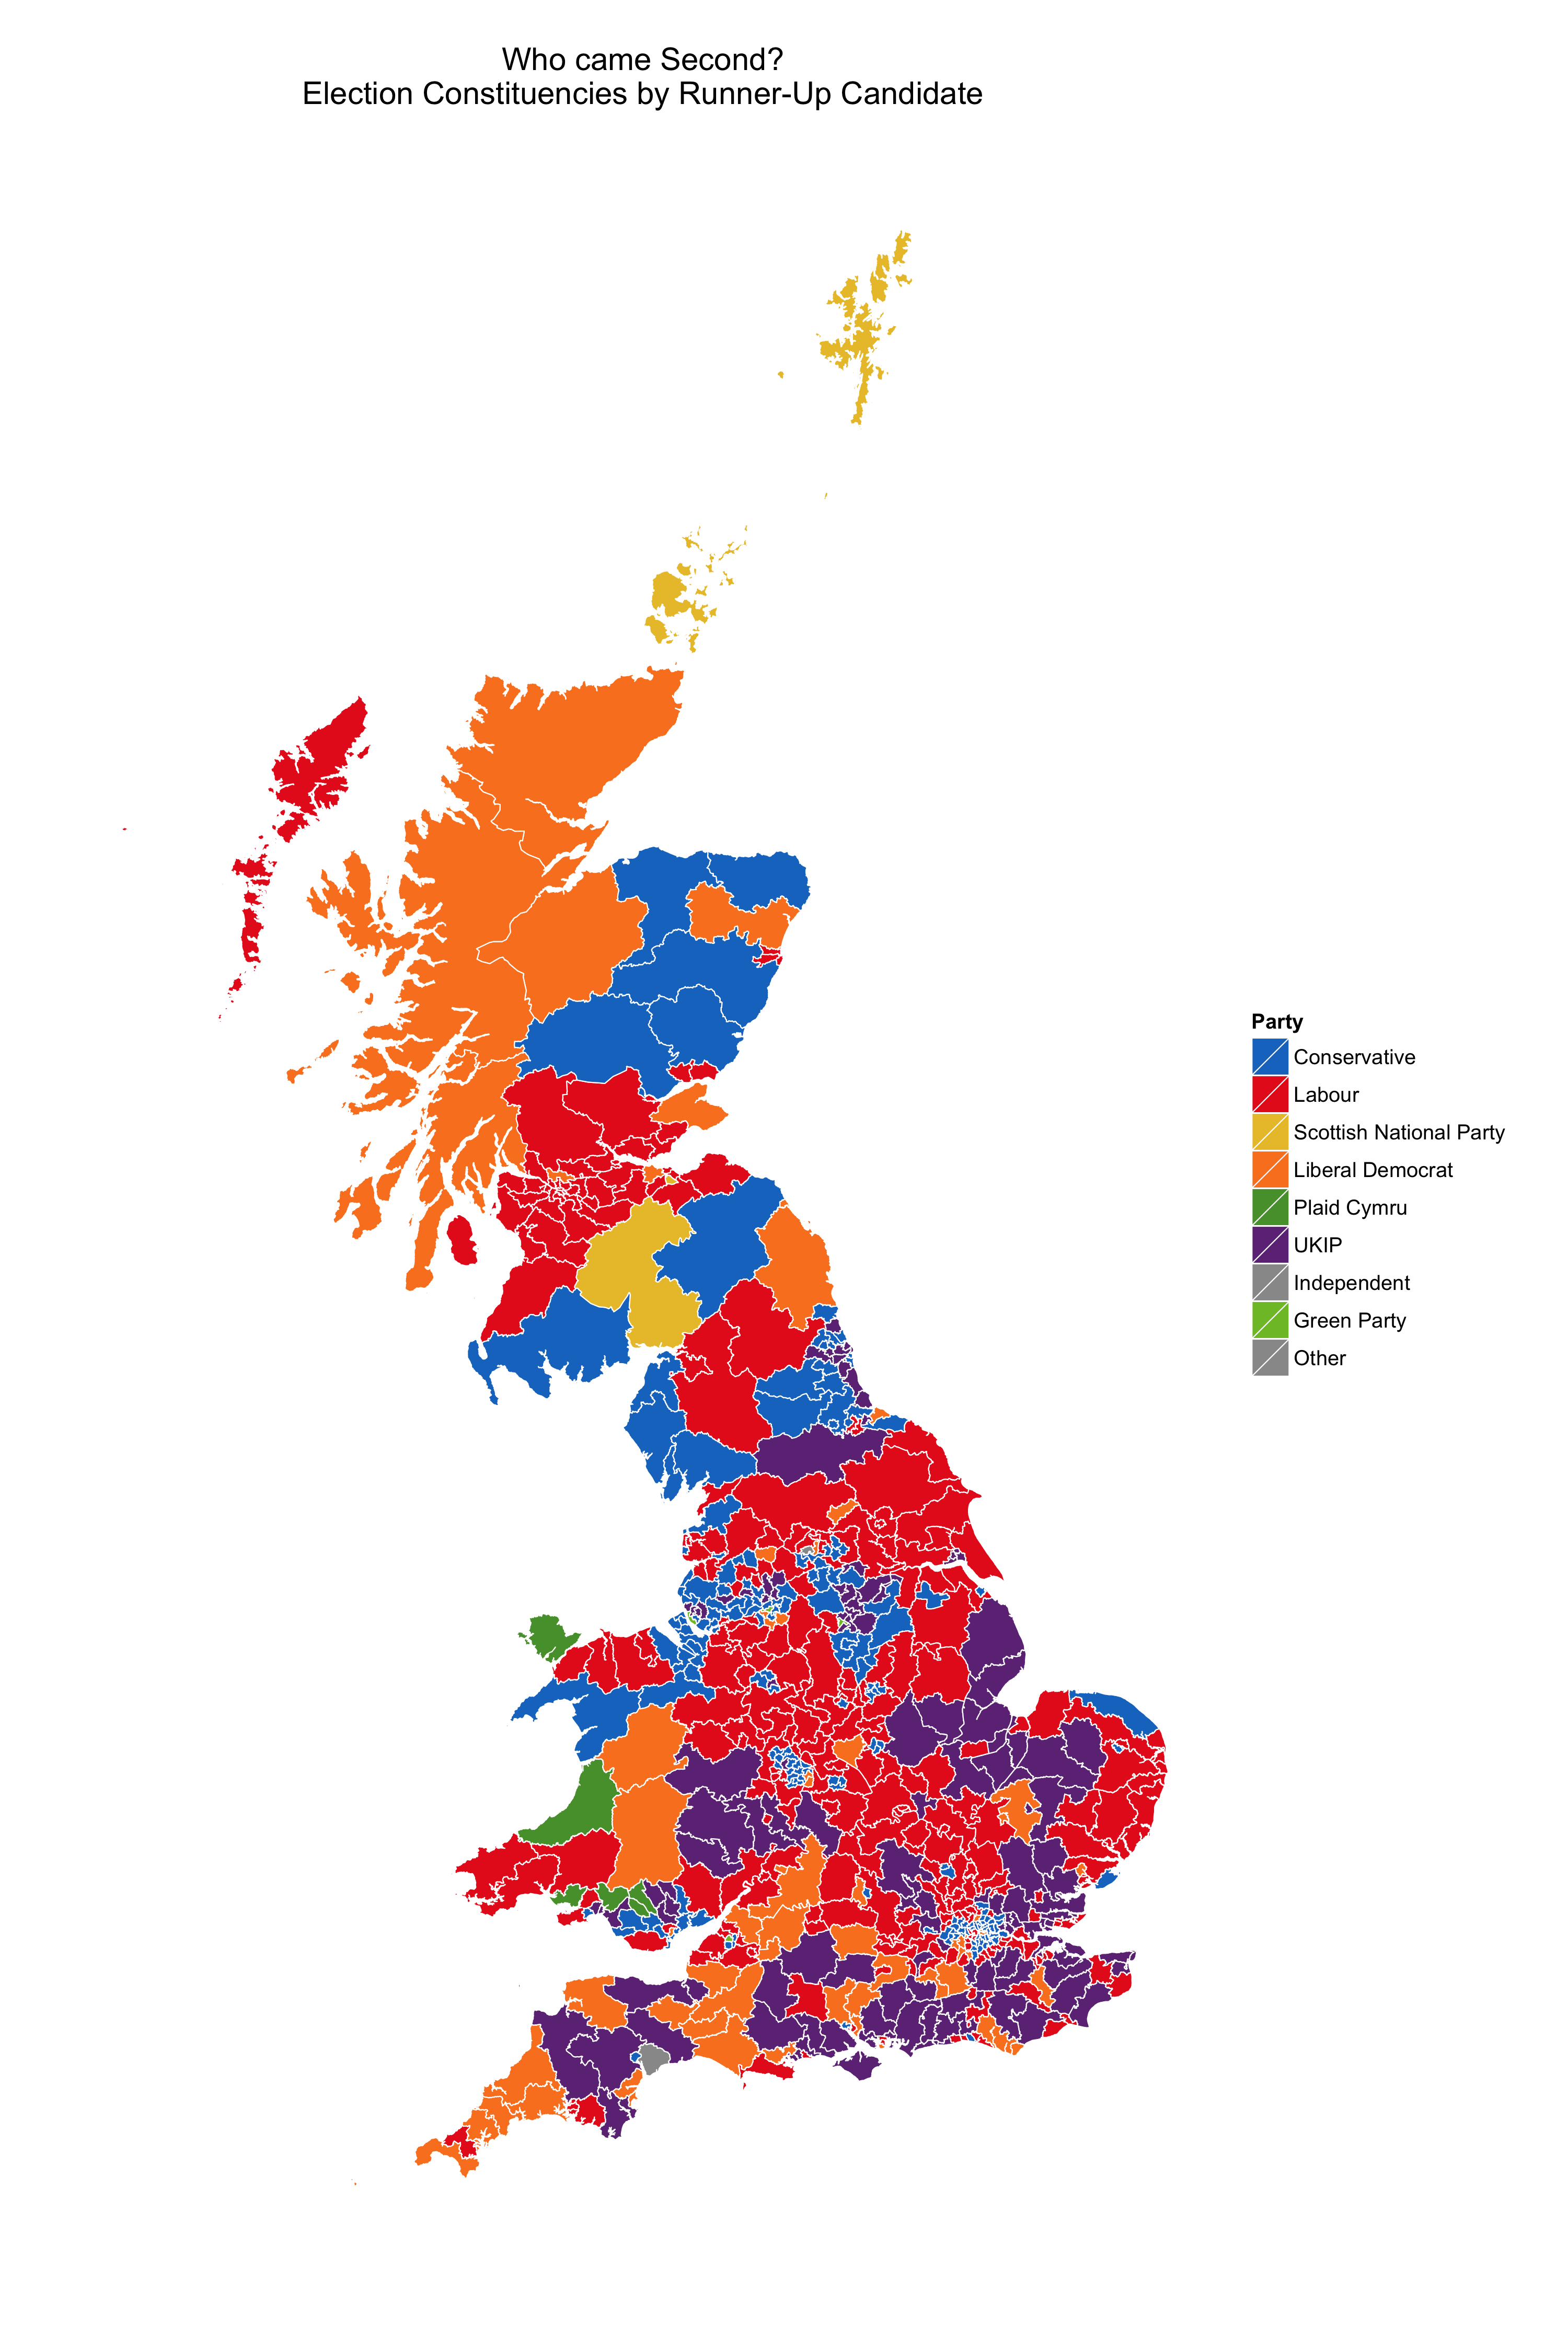 Who came Second?
Election Constituencies by Runner-Up Candidate
Party
Conservative
Labour
Scottish National Party
Liberal Democrat
Plaid Cymru
UKIP
Independent
Green Party
Other